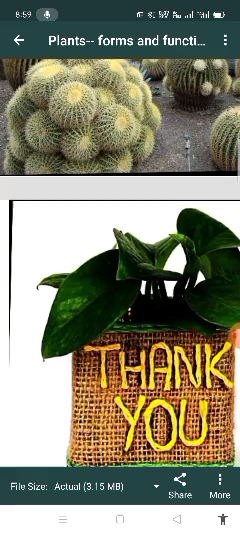 8:59
Plants-- forms and functi...
THANK
YOU
File Size: Actual (3.15 MB)
Share
More